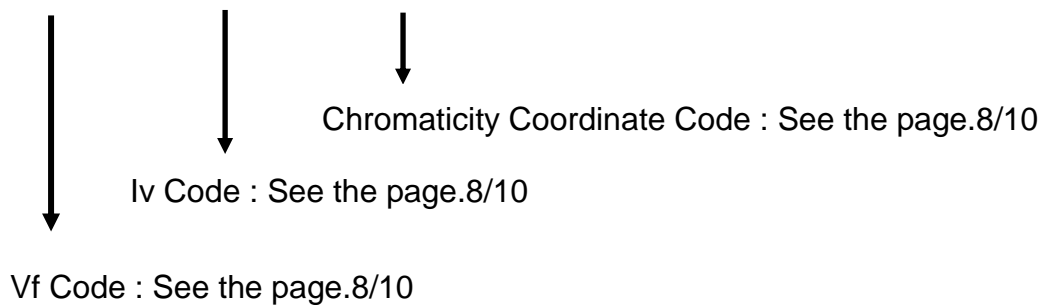 Chromaticity Coordinate Code : See the page.8/10
Iv Code : See the page.8/10
Vf Code : See the page.8/10